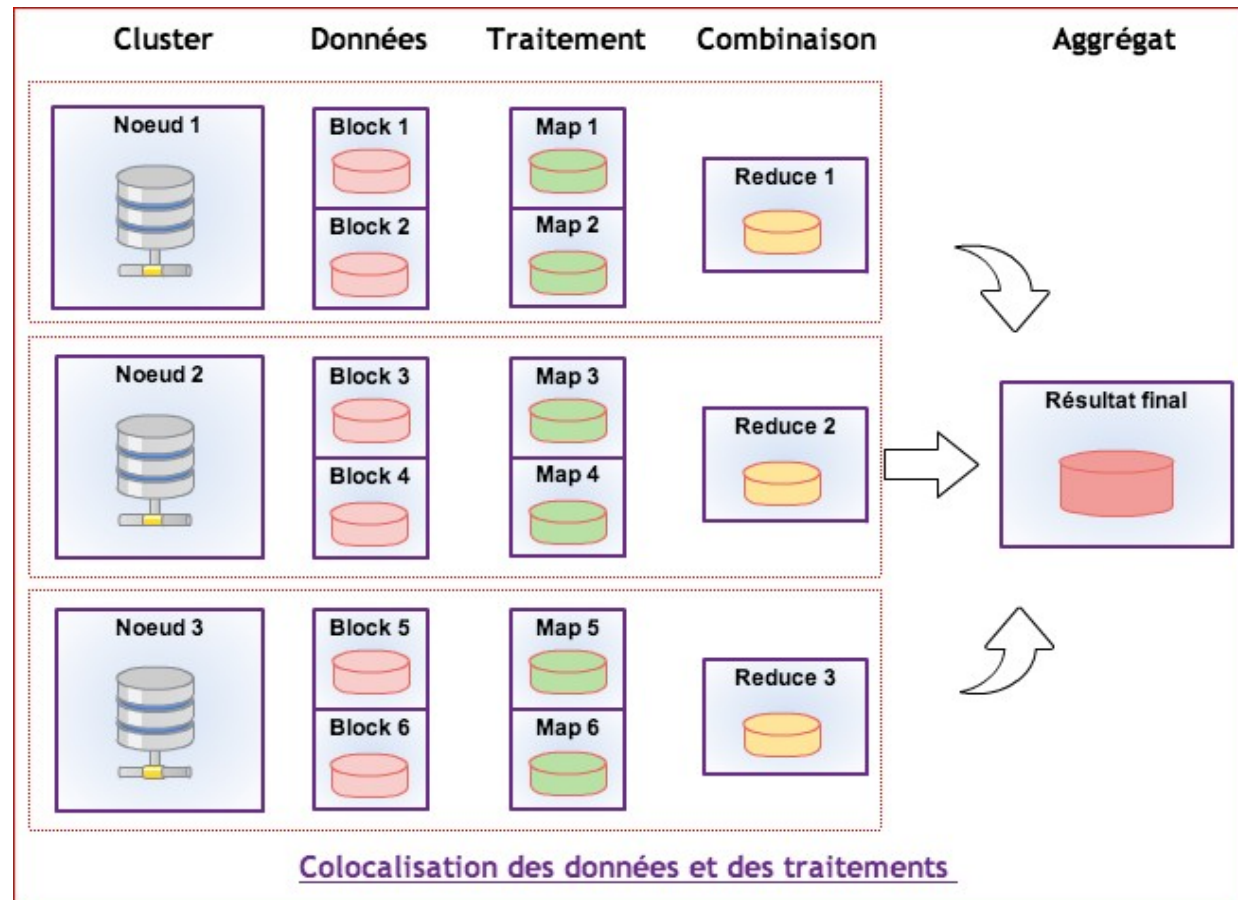 Cluster Données Traitement Combinaison Aggrégat
Noeud 1
Block 1
Block 2
Map 1
Map 2
Reduce 1
Noeud 2
Block 3
Block 4
Map 3
Map 4
Reduce 2
Noeud 3
Block 5
Block 6
Map 5
Map 6
Reduce 3
Résultat final
Colocalisation des données et des traitements